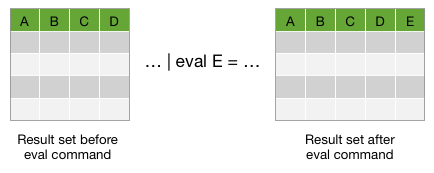 A B C D
… | eval E = …
A B C D E
Result set before
eval command
Result set after
eval command